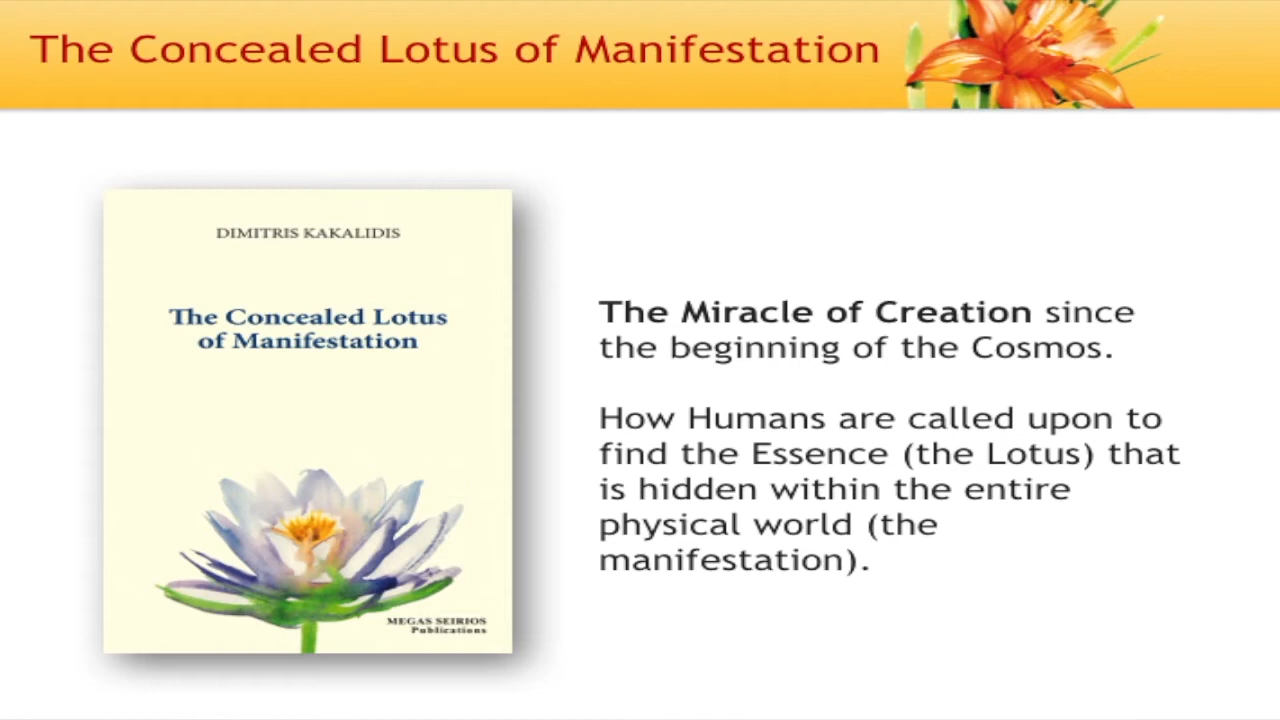 The Concealed Lotus of Manifestation
DIMITRIS KAKALIDIS
The Concealed Lotus
of Manifestation
MEGAS SEIRIOS
Publications
The Miracle of Creation since
the beginning of the Cosmos.
How Humans are called upon to
find the Essence (the Lotus) that
is hidden within the entire
physical world (the
manifestation).